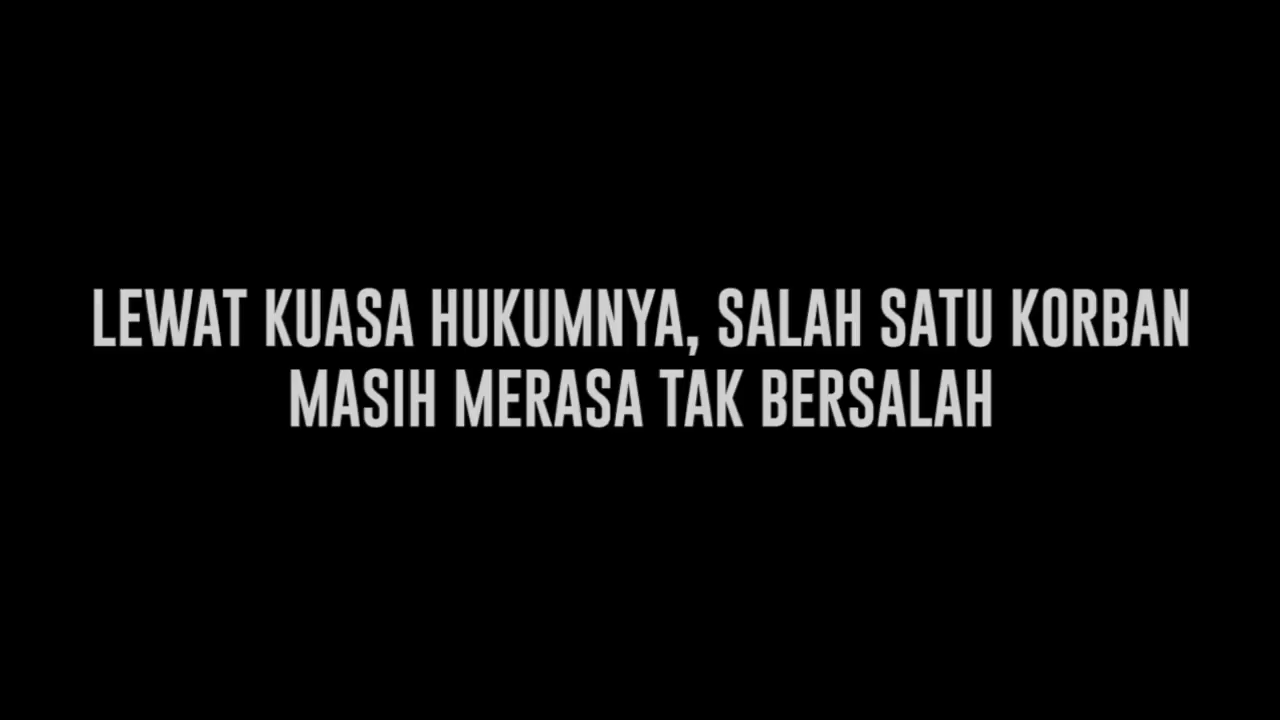 LEWAT KUASA HUKUMNYA, SALAH SATU KORBAN
MASIH MERASA TAK BERSALAH